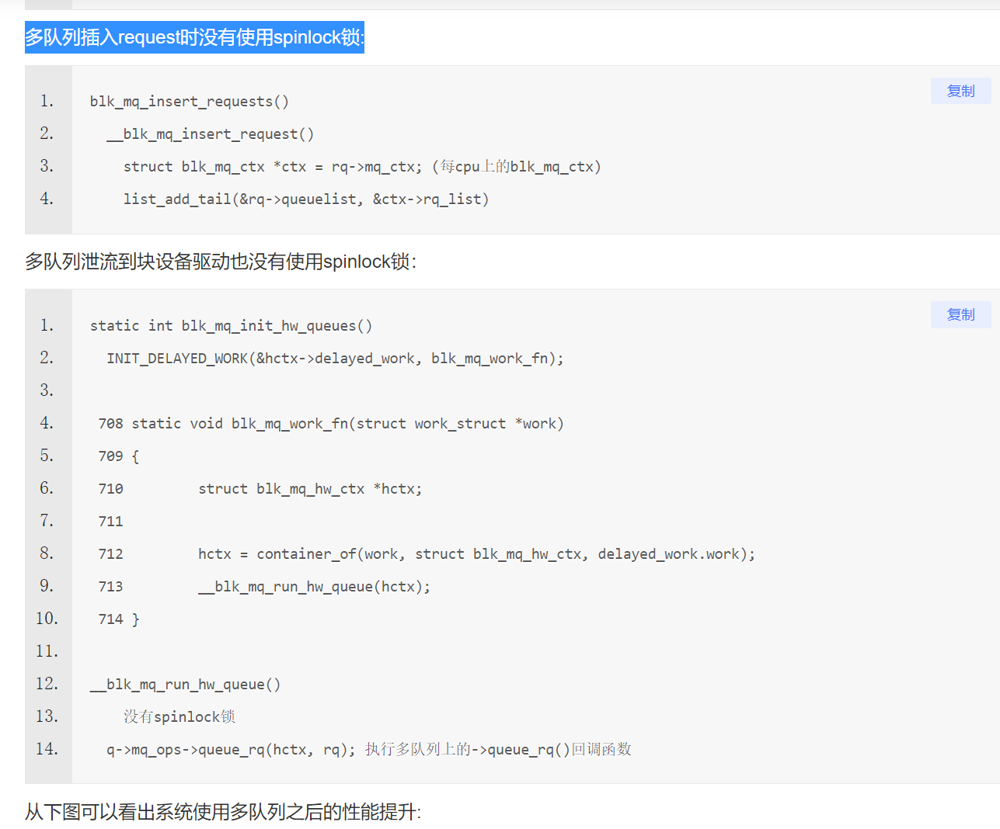 多队列插入request时没有使用spinlock锁:
复制
1. blk_mq_insert_requests()
2. __blk_mq_insert_request()
3. struct blk_mq_ctx *ctx = rq->mq_ctx; (每cpu上的blk_mq_ctx)
4. list_add_tail(&rq->queuelist, &ctx->rq_list)
多队列泄流到块设备驱动也没有使用spinlock锁:
复制
1. static int blk_mq_init_hw_queues()
2. INIT_DELAYED_WORK(&hctx->delayed_work, blk_mq_work_fn);
3.
4. 708 static void blk_mq_work_fn(struct work_struct *work)
5. 709 {
6. 710 struct blk_mq_hw_ctx *hctx;
7. 711
8. 712 hctx = container_of(work, struct blk_mq_hw_ctx, delayed_work.work);
9. 713 __blk_mq_run_hw_queue(hctx);
10. 714 }
11.
12. __blk_mq_run_hw_queue()
13. 没有spinlock锁
14. q->mq_ops->queue_rq(hctx, rq); 执行多队列上的->queue_rq()回调函数
从下图可以看出系统使用多队列之后的性能提升: